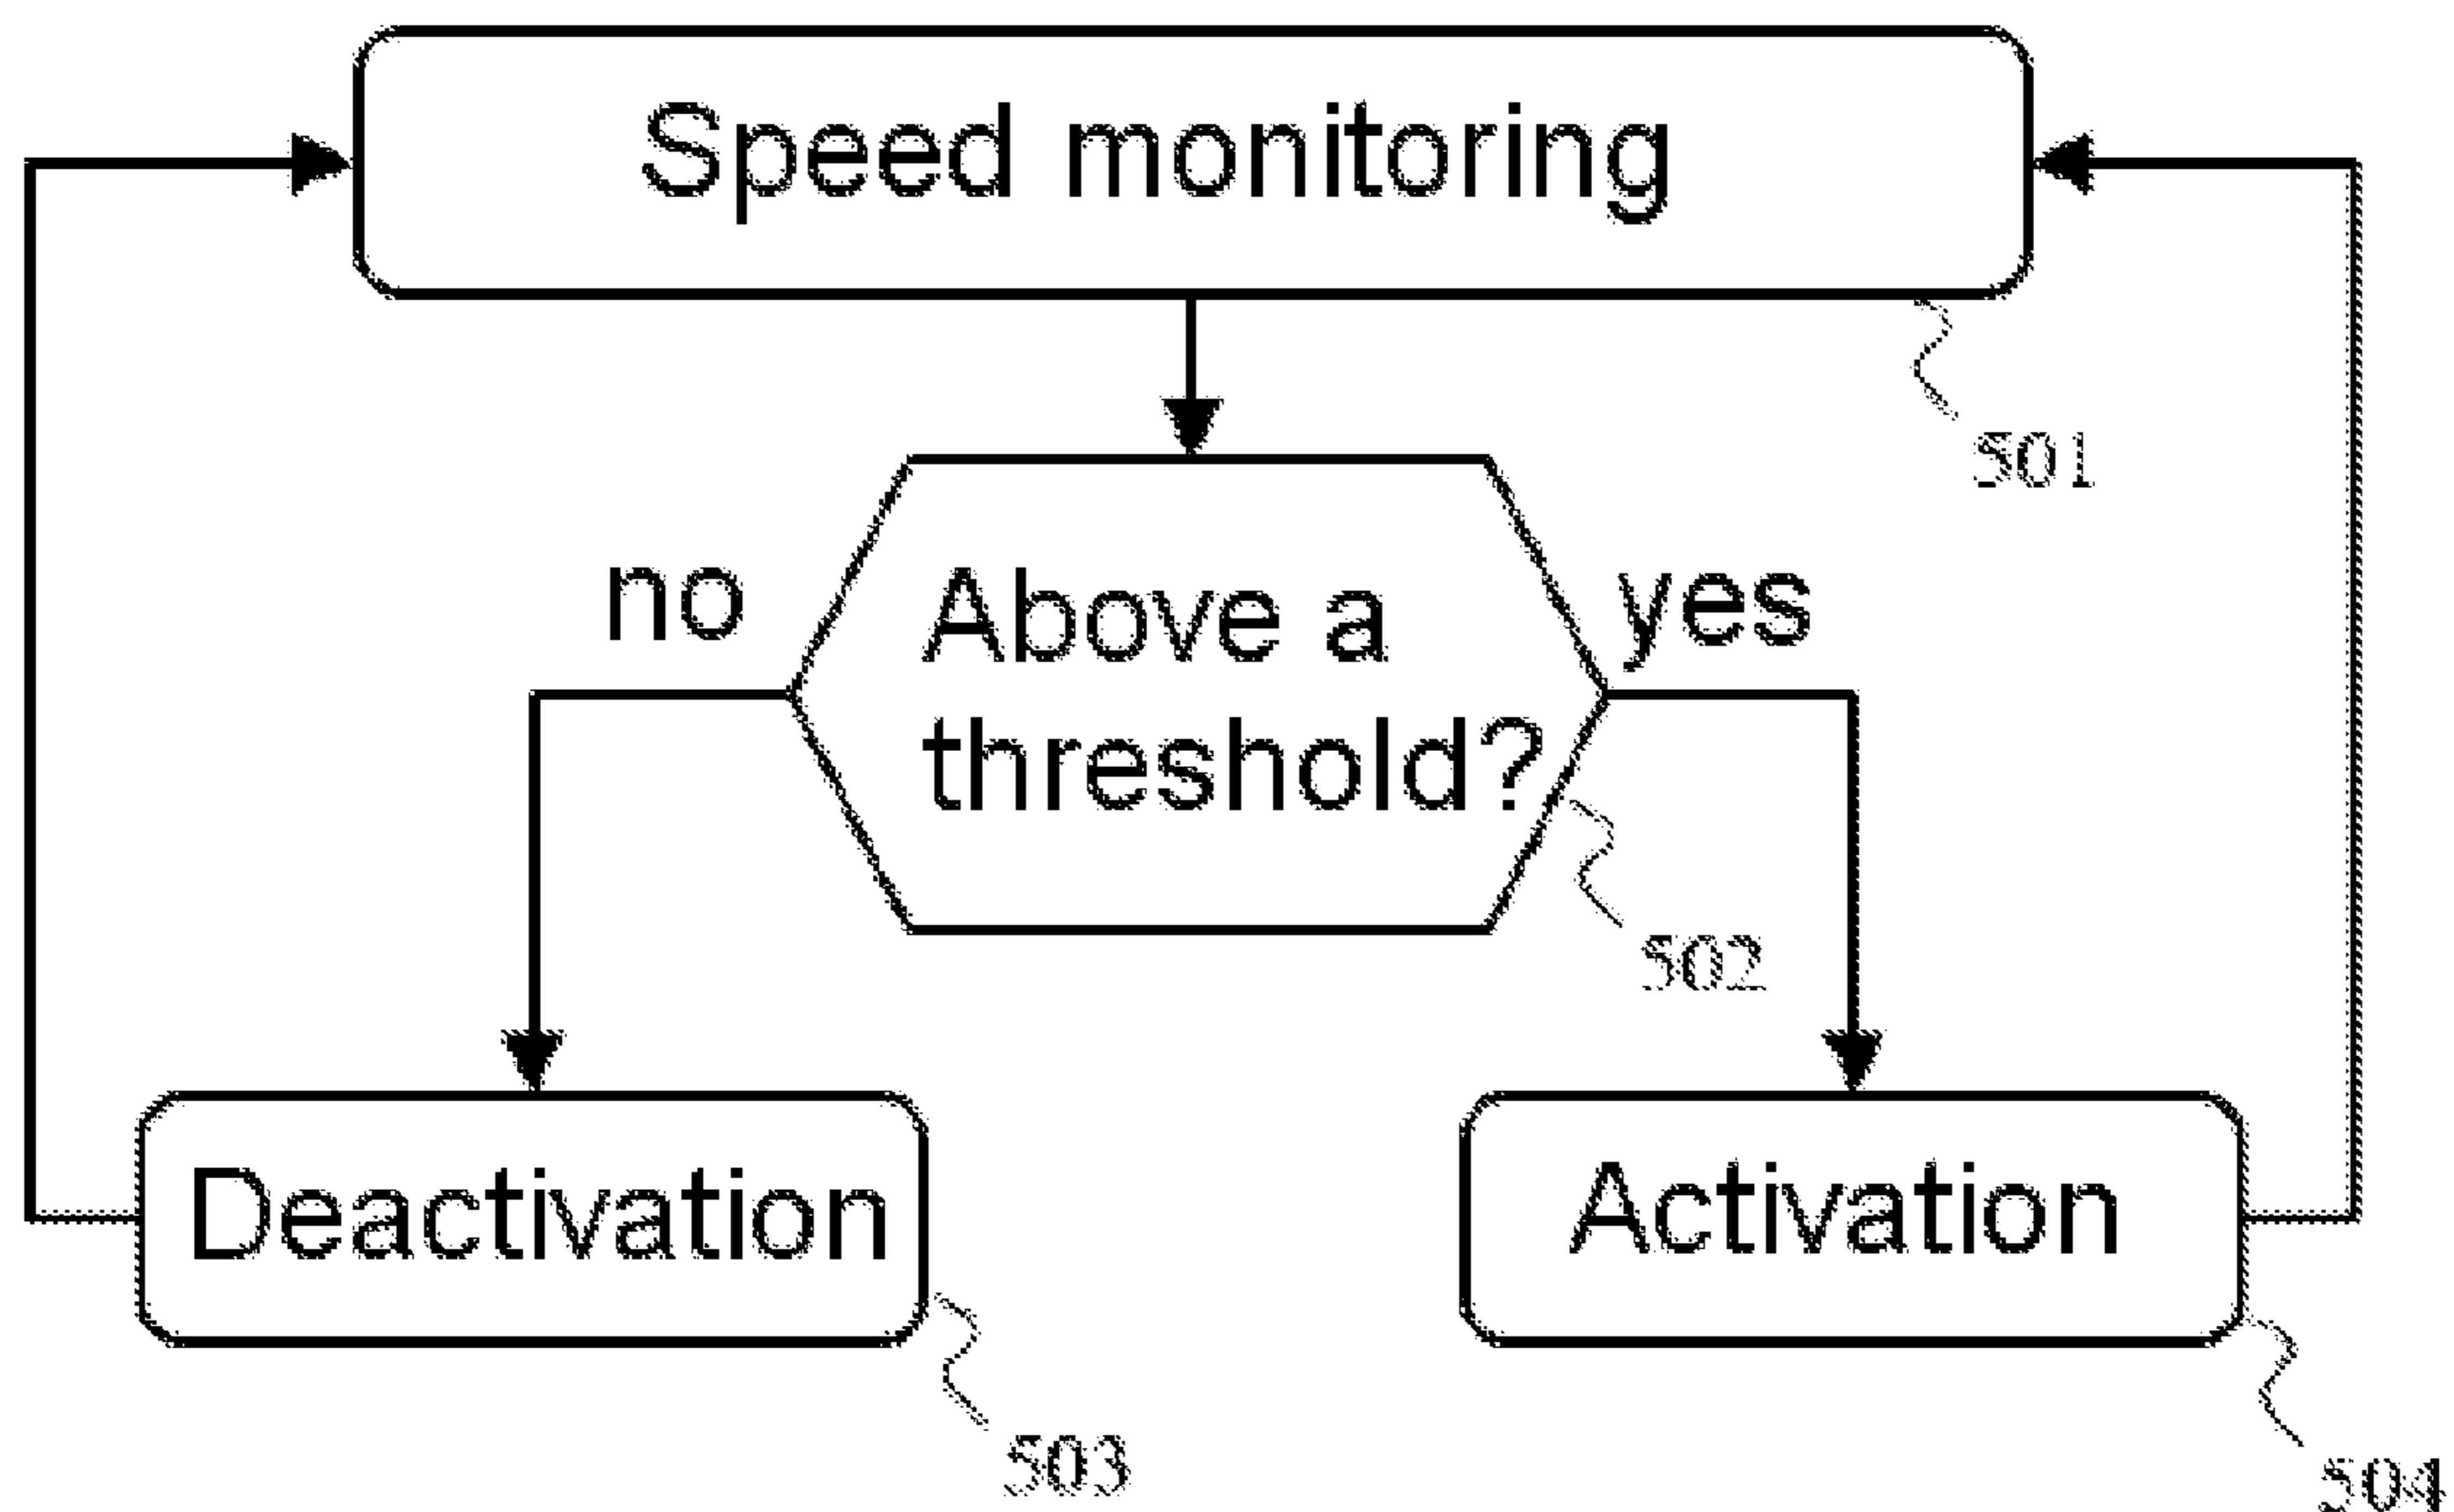 Speed monitoring
501
no
Above a
threshold?
yes
502
Deactivation
Activation
503
504